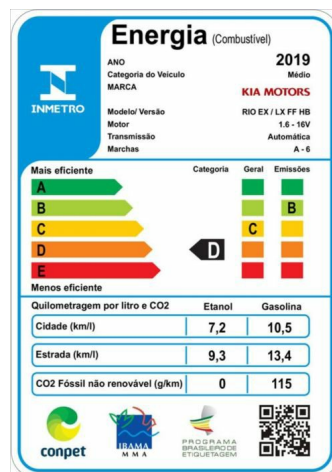 Energia (Combustível)
ANO 2019
Categoria do Veículo Médio
MARCA KIA MOTORS
INMETRO
Modelo/ Versão RIO EX / LX FF HB
Motor 1.6 - 16V
Transmissão Automática
Marchas A - 6
Mais eficiente Categoria Geral Emissões
A
B B
C C
D D
E
Menos eficiente
Quilometragem por litro e CO2 Etanol Gasolina
Cidade (km/l) 7,2 10,5
Estrada (km/l) 9,3 13,4
CO2 Fóssil não renovável (g/km) 0 115
conpet
IBAMA
M M A
PROGRAMA
BRASILEIRO DE
ETIQUETAGEM